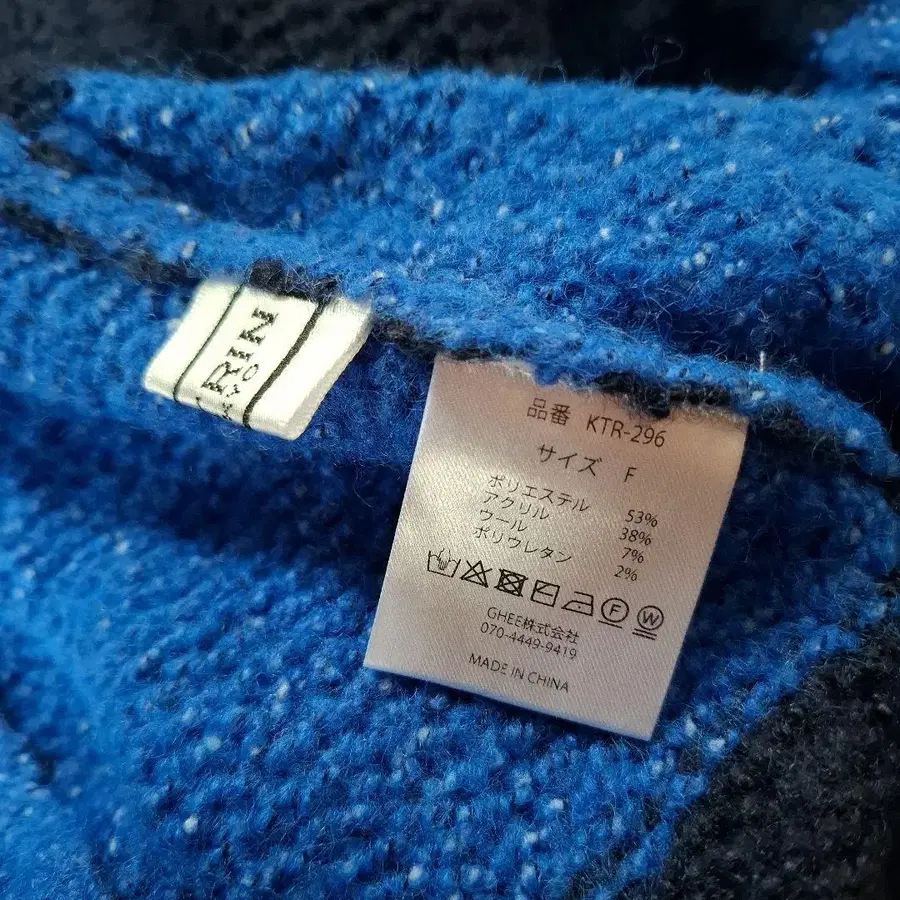 RIN
品番 KTR-296
サイズ F
ポリエステル 53%
アクリル 38%
ウール 7%
ポリウレタン 2%
F W
GHEE株式会社
070-4449-9419
MADE IN CHINA